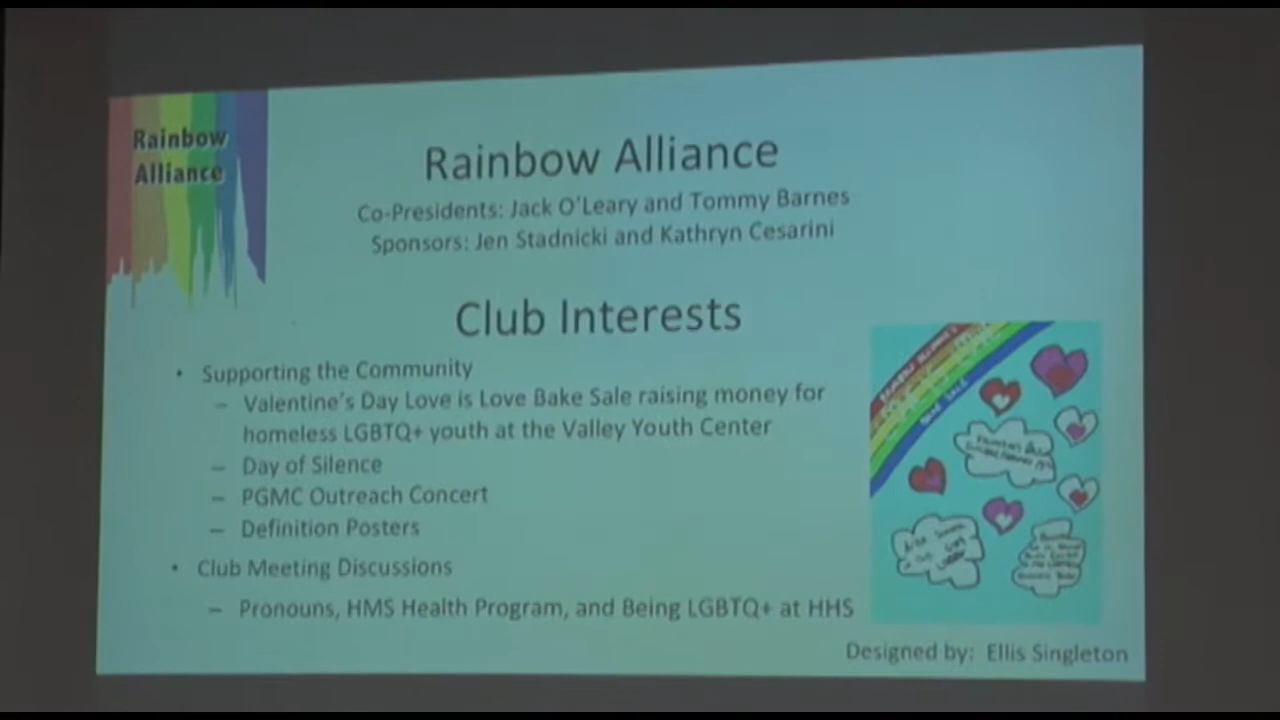 Rainbow
Alliance
Rainbow Alliance
Co-Presidents: Jack O'Leary and Tommy Barnes
Sponsors: Jen Stadnicki and Kathryn Cesarini
Club Interests
• Supporting the Community
– Valentine's Day Love is Love Bake Sale raising money for
homeless LGBTQ+ youth at the Valley Youth Center
– Day of Silence
– PGMC Outreach Concert
– Definition Posters
• Club Meeting Discussions
– Pronouns, HMS Health Program, and Being LGBTQ+ at HHS
Designed by: Ellis Singleton